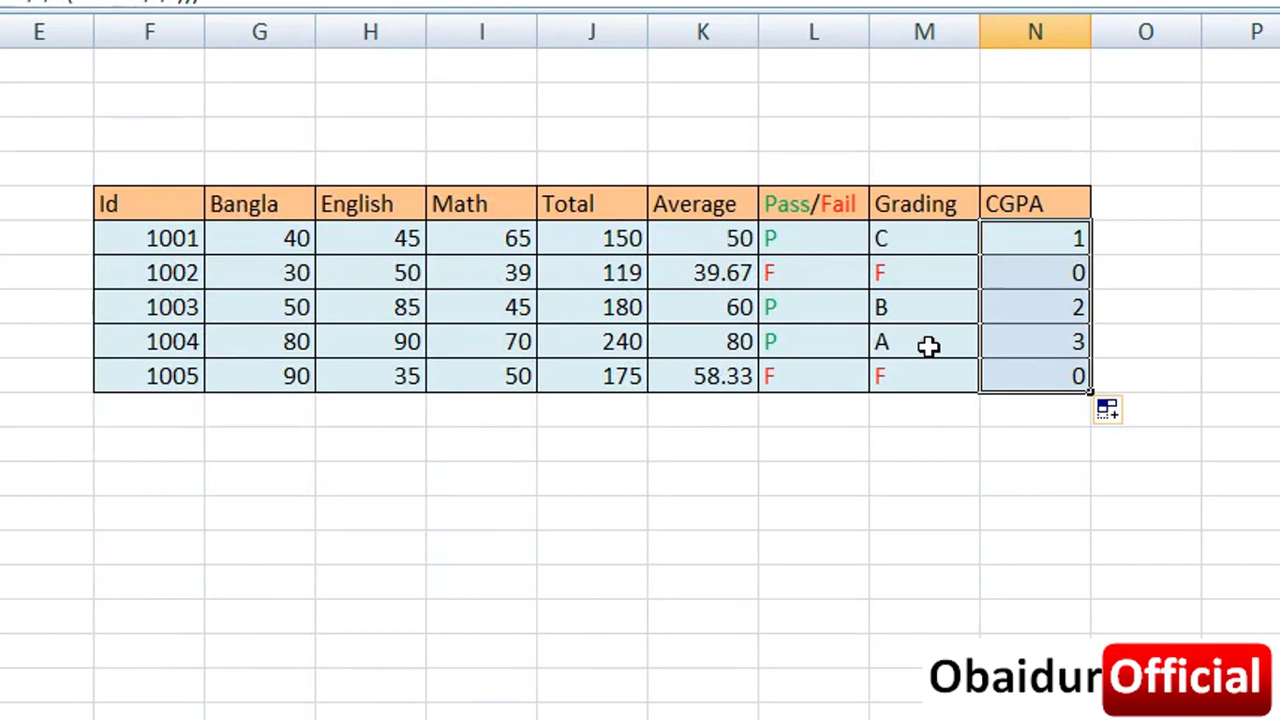 E F G H I J K L M N O P
Id Bangla English Math Total Average Pass/Fail Grading CGPA
1001 40 45 65 150 50 P C 1
1002 30 50 39 119 39.67 F F 0
1003 50 85 45 180 60 P B 2
1004 80 90 70 240 80 P A 3
1005 90 35 50 175 58.33 F F 0
Obaidur Official